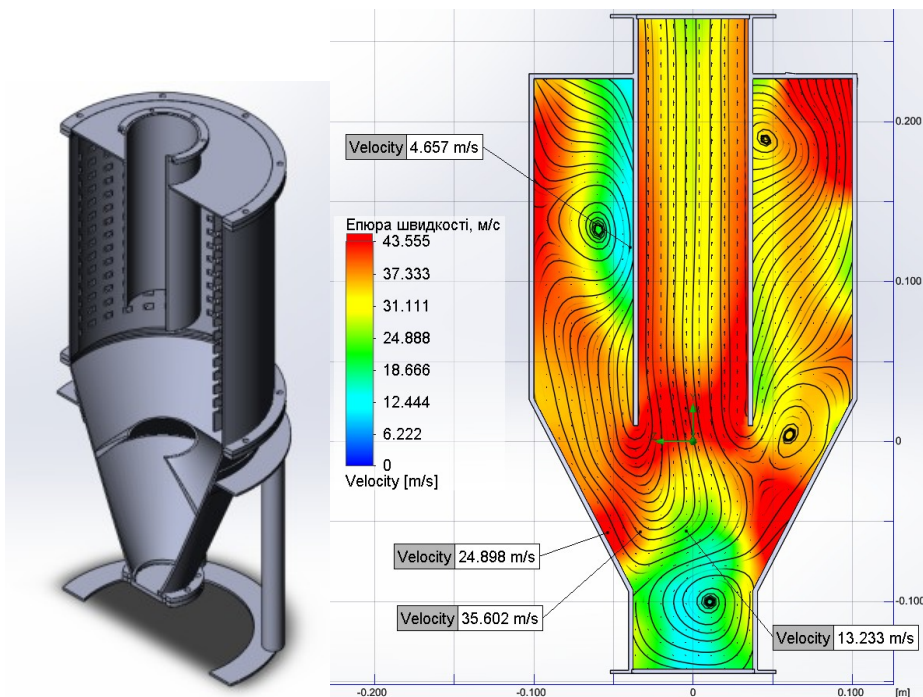 Velocity 4.657 m/s
Епюра швидкості, м/с
43.555
37.333
31.111
24.888
18.666
12.444
6.222
0
Velocity [m/s]
Velocity 24.898 m/s
Velocity 35.602 m/s
Velocity 13.233 m/s
0.200
0.100
0
-0.100
-0.200
-0.100
0
0.100
[m]